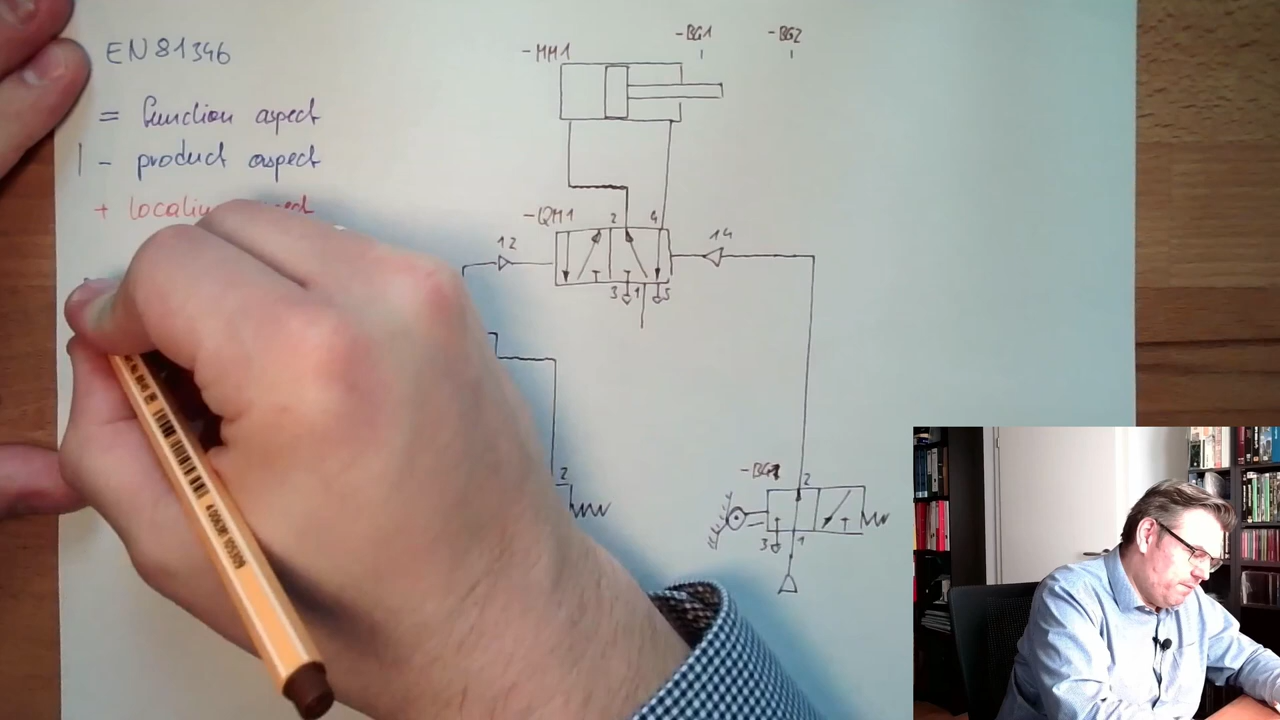 EN 81346
= function aspect
| - product aspect
+
-MM1
-BG1
-BG2
-QM1
2
4
12
14
3
1
5
2
2
3
1